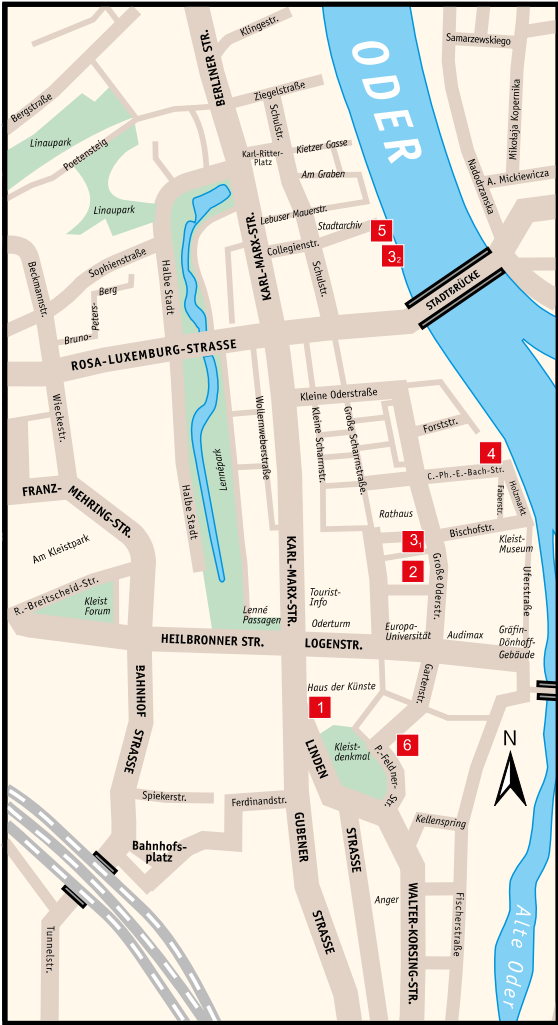 Klingestr.
BERLINER STR.
ODER
Samarzewskiego
Bergstraße
Ziegelstraße
Mikołaja Kopernika
Linaupark
Poetensteig
Schulstr.
Kietzer Gasse
Karl-Ritter-
Platz
Am Graben
Nadodrzanska
A. Mickiewicza
Linaupark
Lebuser Mauerstr.
Stadtarchiv
5
KARL-MARX-STR.
Collegienstr.
3₂
Sophienstraße
Beckmannstr.
Halbe Stadt
Berg
Schulstr.
STADTBRÜCKE
Bruno-
Peters-
ROSA-LUXEMBURG-STRASSE
Wieckestr.
Wollenweberstraße
Kleine Oderstraße
Kleine Scharrnstr.
Große Scharrnstraße.
Forststr.
4
Lennépark
C.-Ph.-E.-Bach-Str.
FRANZ-
MEHRING-STR.
Halbe Stadt
Faberstr.
Holzmarkt
Rathaus
Bischofstr.
3₁
Am Kleistpark
KARL-MARX-STR.
Kleist-
Museum
2
Große Oderstr.
Uferstraße
R.-Breitscheid-Str.
Kleist
Forum
Tourist-
Info
Lenné
Passagen
Oderturm
Europa-
Universität
Audimax
Gräfin-
Dönhoff-
Gebäude
HEILBRONNER STR.
LOGENSTR.
BAHNHOF
STRASSE
Haus der Künste
Gartenstr.
1
N
LINDEN
STRASSE
Kleist-
denkmal
6
P.-Feldner-
Str.
Spiekerstr.
Ferdinandstr.
GUBENER
STRASSE
Kellenspring
Bahnhofs-
platz
Anger
WALTER-KORSING-STR.
Fischerstraße
Alte Oder
Tunnelstr.